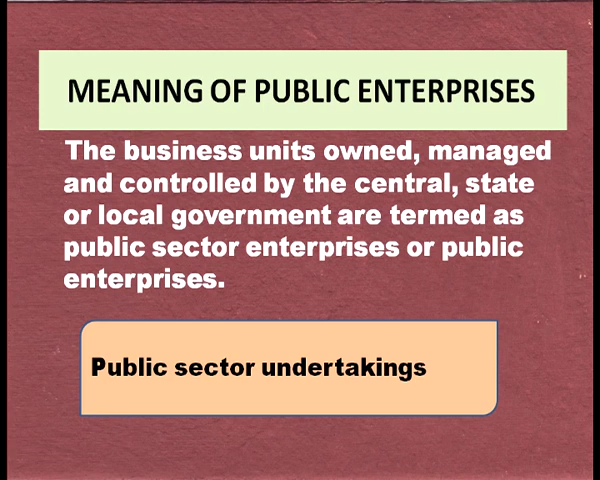 MEANING OF PUBLIC ENTERPRISES
The business units owned, managed
and controlled by the central, state
or local government are termed as
public sector enterprises or public
enterprises.
Public sector undertakings